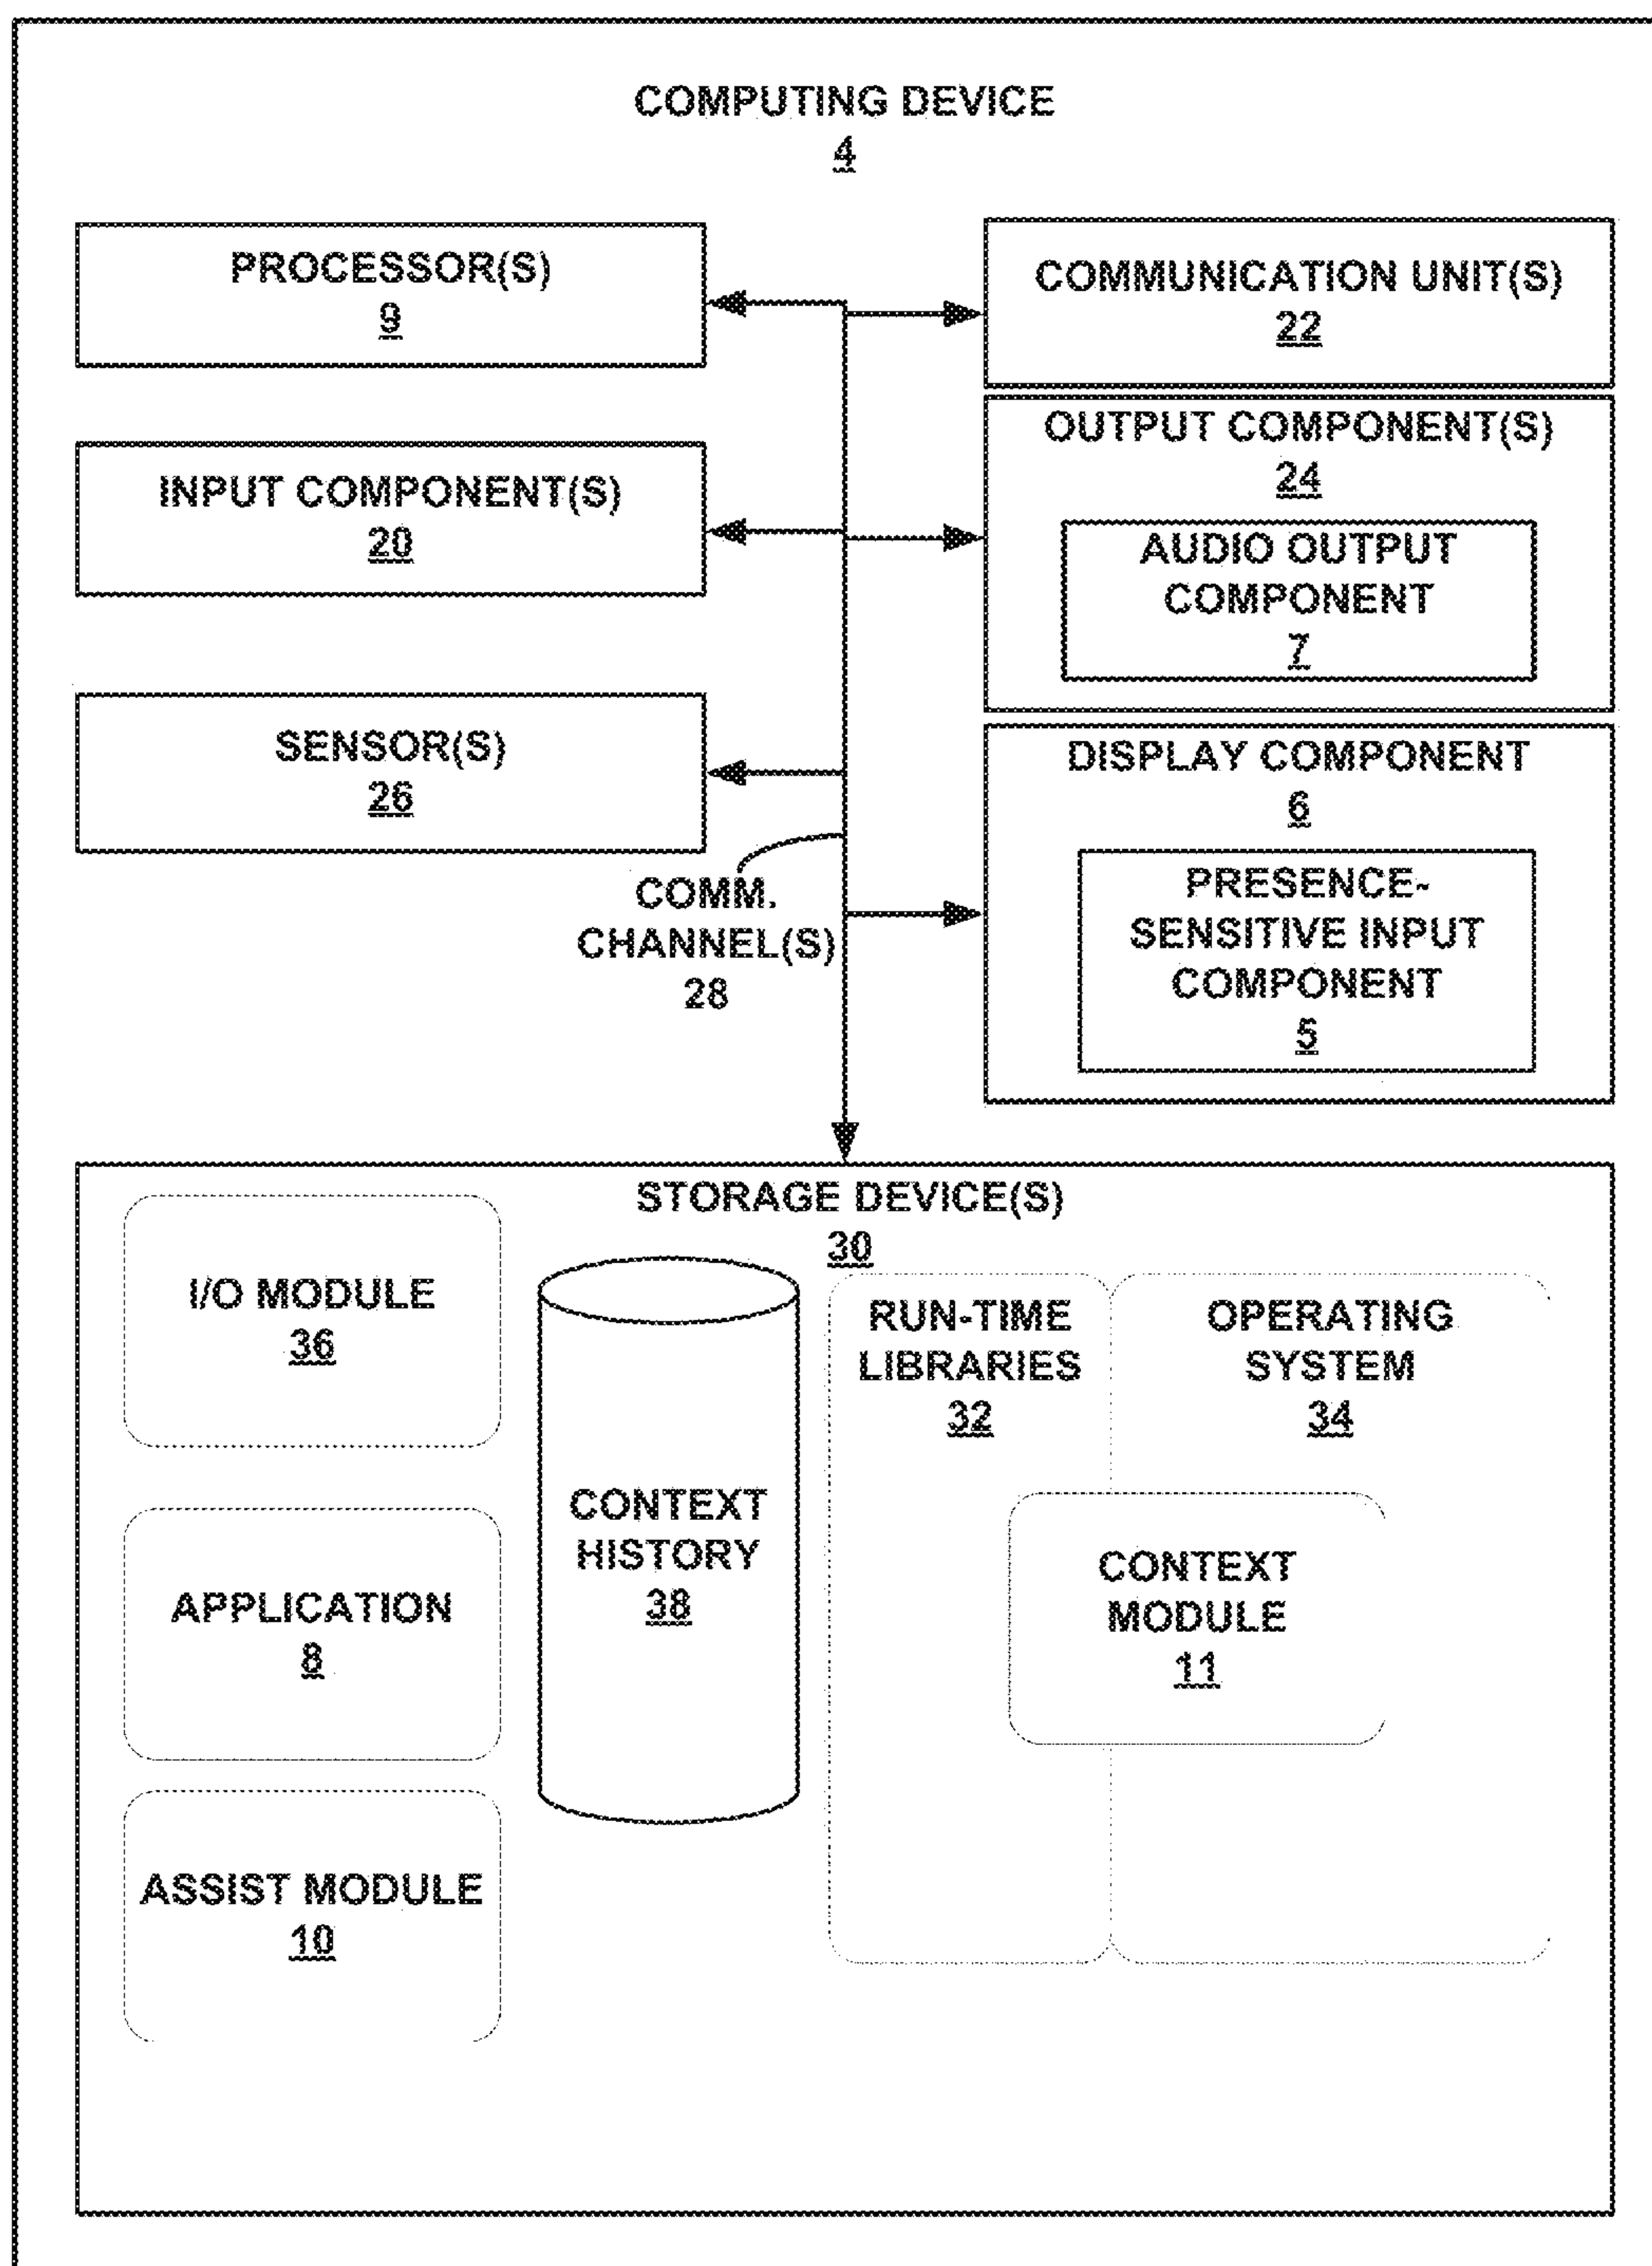 COMPUTING DEVICE
4
PROCESSOR(S)
9
COMMUNICATION UNIT(S)
22
INPUT COMPONENT(S)
20
OUTPUT COMPONENT(S)
24
AUDIO OUTPUT
COMPONENT
7
SENSOR(S)
26
DISPLAY COMPONENT
6
PRESENCE-
SENSITIVE INPUT
COMPONENT
5
COMM.
CHANNEL(S)
28
STORAGE DEVICE(S)
30
I/O MODULE
36
APPLICATION
8
ASSIST MODULE
10
CONTEXT
HISTORY
38
RUN-TIME
LIBRARIES
32
OPERATING
SYSTEM
34
CONTEXT
MODULE
11